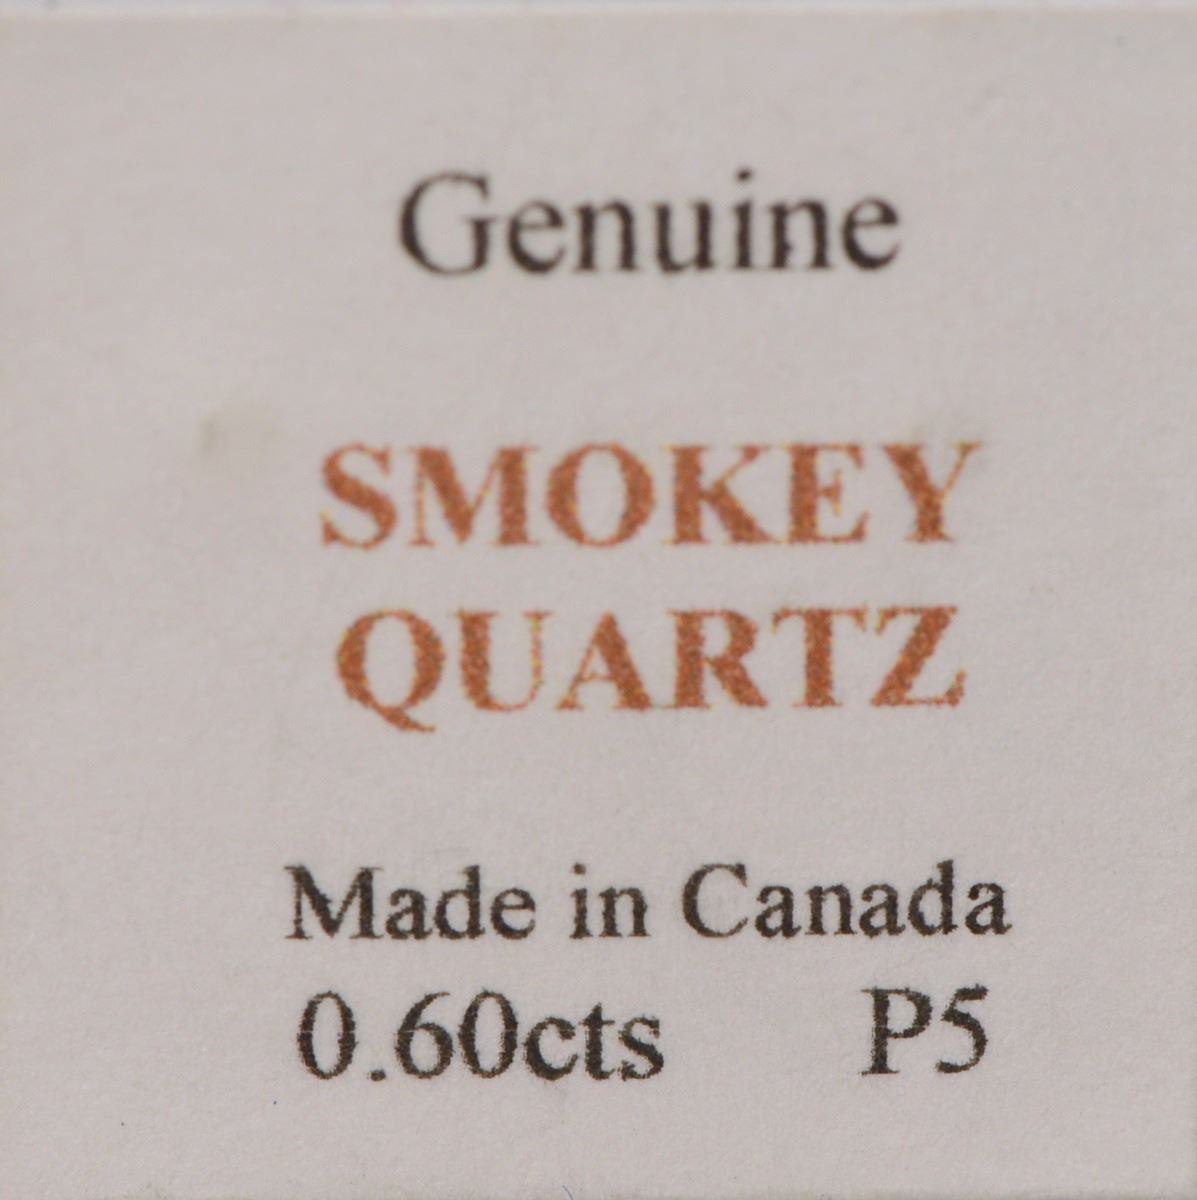 Genuine
SMOKEY
QUARTZ
Made in Canada
0.60cts P5